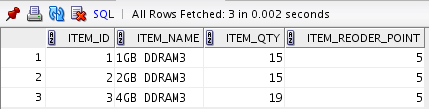 SQL | All Rows Fetched: 3 in 0.002 seconds
ITEM_ID ITEM_NAME ITEM_QTY ITEM_REODER_POINT
1 1 1GB DDRAM3 15 5
2 2 2GB DDRAM3 15 5
3 3 4GB DDRAM3 19 5